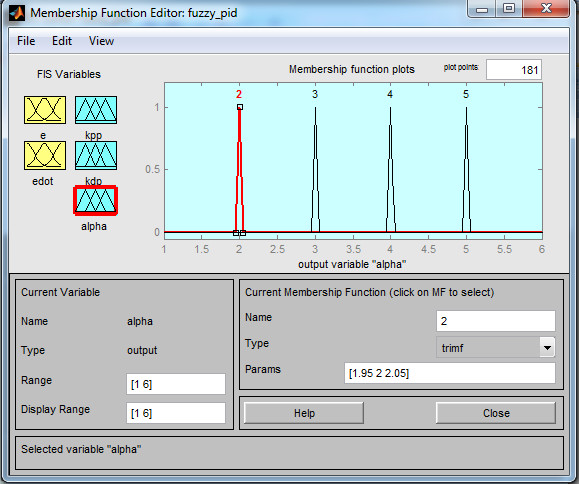 Membership Function Editor: fuzzy_pid
File Edit View
FIS Variables
e
kpp
edot
kdp
alpha
Membership function plots
plot points:
181
2 3 4 5
1
0.5
0
1 1.5 2 2.5 3 3.5 4 4.5 5 5.5 6
output variable "alpha"
Current Variable
Name alpha
Type output
Range [1 6]
Display Range [1 6]
Current Membership Function (click on MF to select)
Name 2
Type trimf
Params [1.95 2 2.05]
Help Close
Selected variable "alpha"